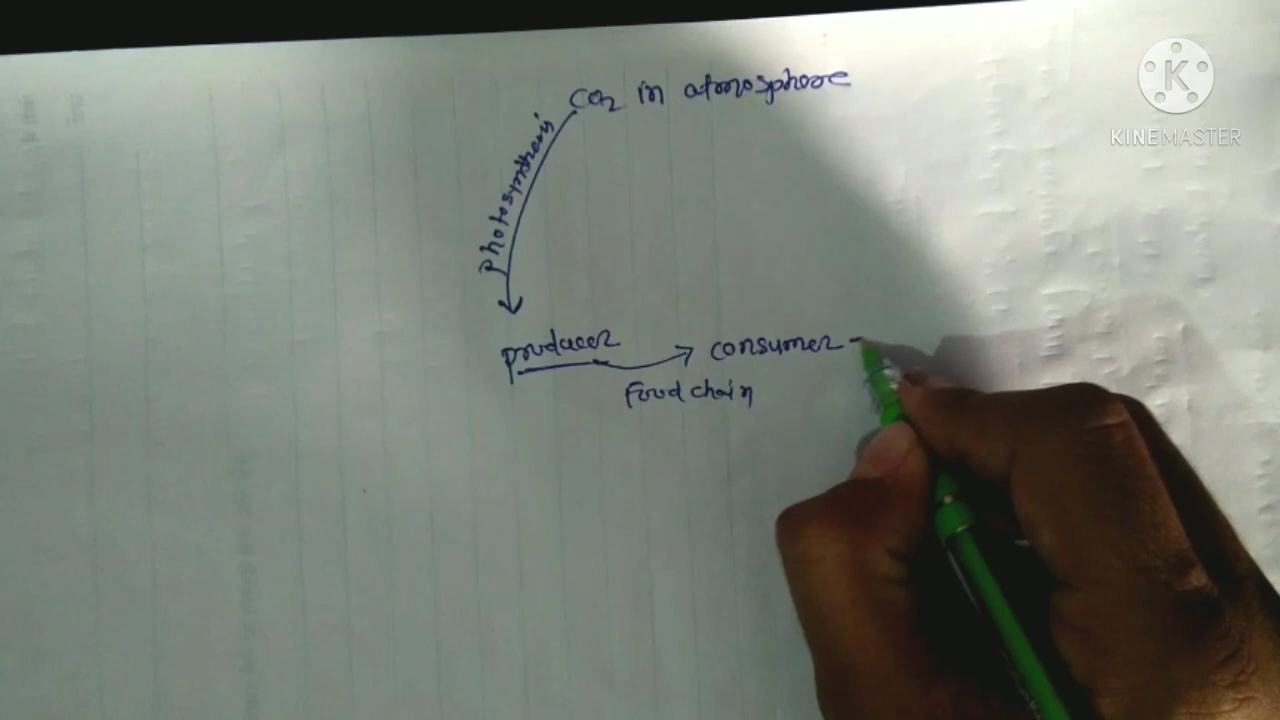 CO2 in atmosphere
Photosynthesis
producer
consumer
Food chain
K
KINEMASTER